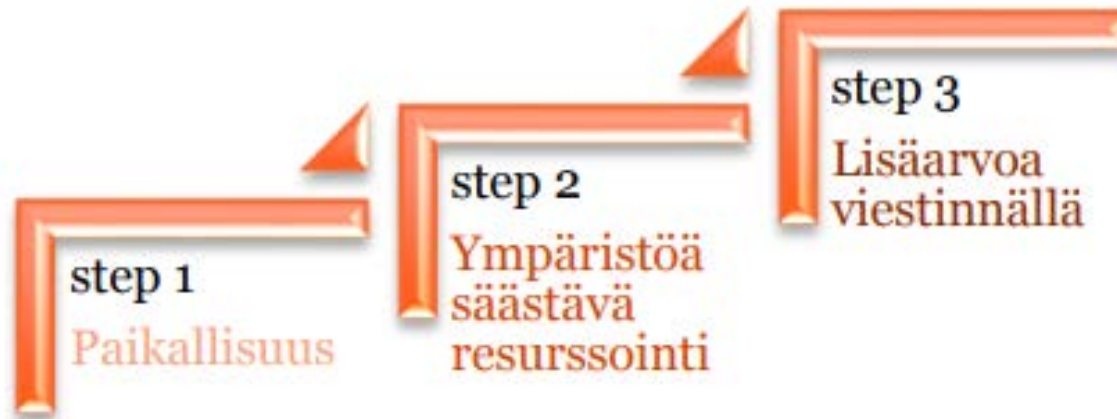 step 1
Paikallisuus
step 2
Ympäristöä
säästävä
resurssointi
step 3
Lisäarvoa
viestinnällä